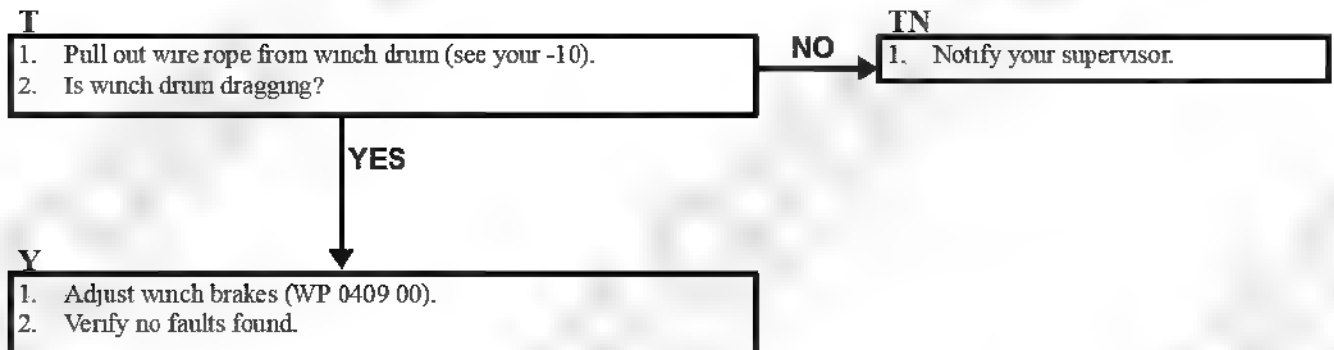 T
1. Pull out wire rope from winch drum (see your -10).
2. Is winch drum dragging?
NO
TN
1. Notify your supervisor.
YES
Y
1. Adjust winch brakes (WP 0409 00).
2. Verify no faults found.